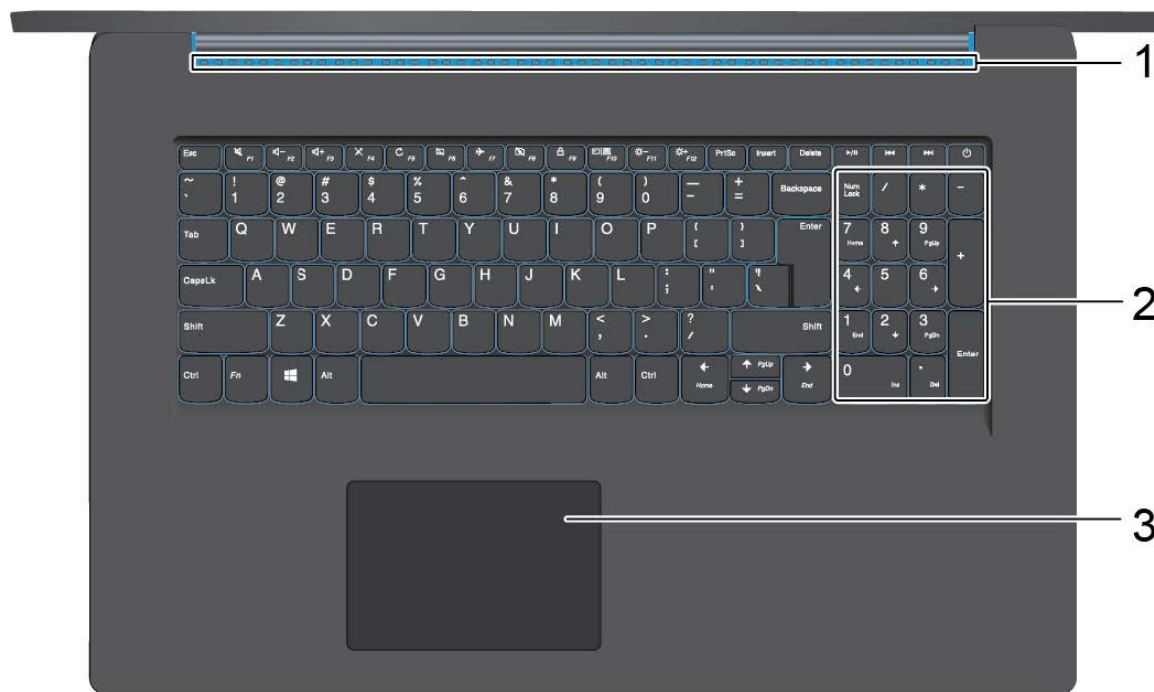 1
Esc F1 F2 F3 F4 F5 F6 F7 F8 F9 F10 F11 F12 PrtSc Insert Delete
~ ! @ # $ % ^ & * ( ) — + Backspace Num Lock / * -
` 1 2 3 4 5 6 7 8 9 0 - =
Tab Q W E R T Y U I O P { } Enter 7 8 9 +
[ ] Home PgUp
CapsLk A S D F G H J K L : " 4 5 6
; ' \
2
Shift Z X C V B N M < > ? Shift 1 2 3 Enter
, . / End PgDn
Ctrl Fn Alt Alt Ctrl Home PgUp End 0 .
PgDn Ins Del
3